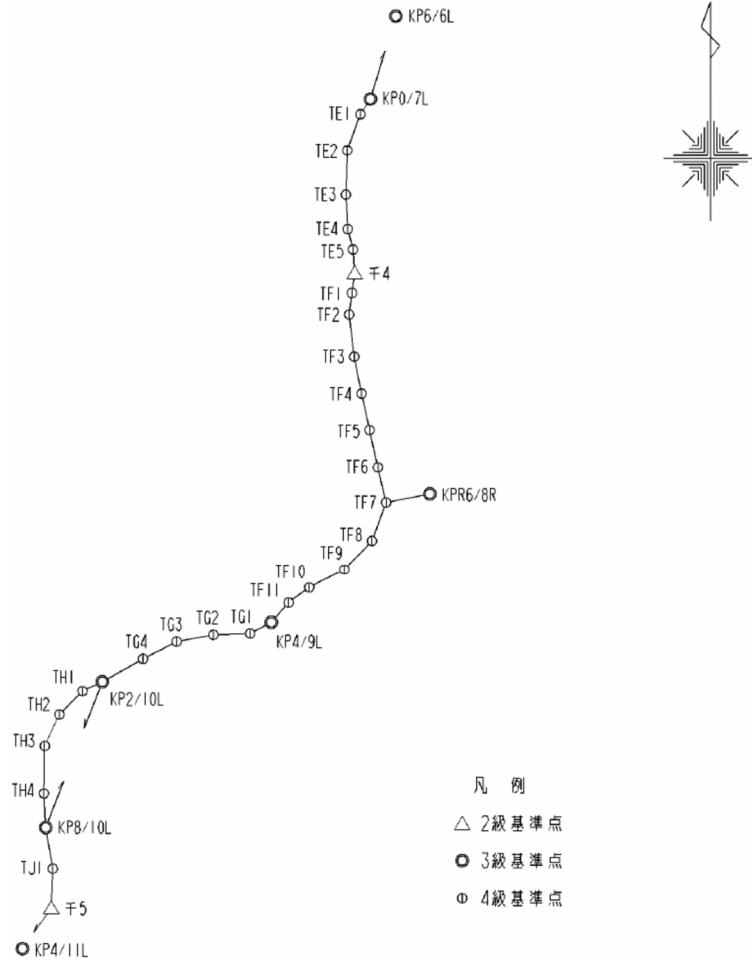 KP6/6L
KP0/7L
TE1
TE2
TE3
TE4
TE5
千4
TF1
TF2
TF3
TF4
TF5
TF6
TF7
KPR6/8R
TF8
TF9
TF10
TF11
TG1
TG2
TG3
TG4
KP4/9L
TH1
KP2/10L
TH2
TH3
TH4
KP8/10L
TJ1
千5
KP4/11L
凡 例
2級基準点
3級基準点
4級基準点